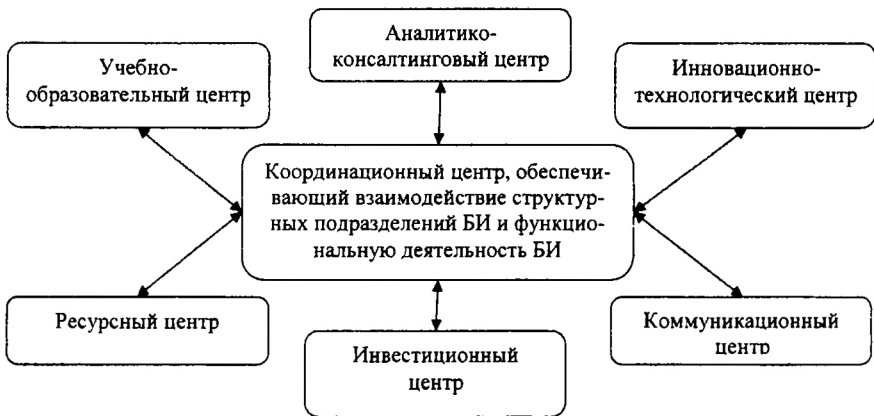 Аналитико-
консалтинговый центр
Учебно-
образовательный центр
Инновационно-
технологический центр
Координационный центр, обеспечи-
вающий взаимодействие структур-
ных подразделений БИ и функцио-
нальную деятельность БИ
Ресурсный центр
Инвестиционный
центр
Коммуникационный
центр